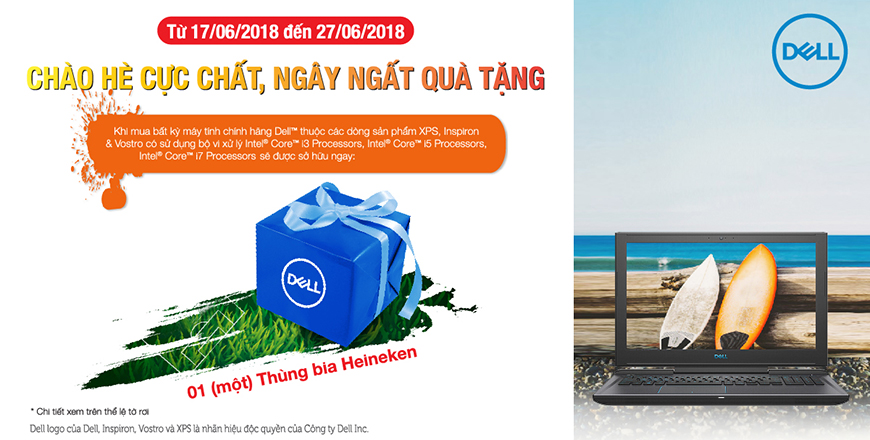 Từ 17/06/2018 đến 27/06/2018
CHÀO HÈ CỰC CHẤT, NGÂY NGẤT QUÀ TẶNG
Khi mua bất kỳ máy tính chính hãng Dell™ thuộc các dòng sản phẩm XPS, Inspiron
& Vostro có sử dụng bộ vi xử lý Intel® Core™ i3 Processors, Intel® Core™ i5 Processors,
Intel® Core™ i7 Processors sẽ được sở hữu ngay:
DELL
01 (một) Thùng bia Heineken
* Chi tiết xem trên thể lệ tờ rơi
Dell logo của Dell, Inspiron, Vostro và XPS là nhãn hiệu độc quyền của Công ty Dell Inc.
DELL
DELL